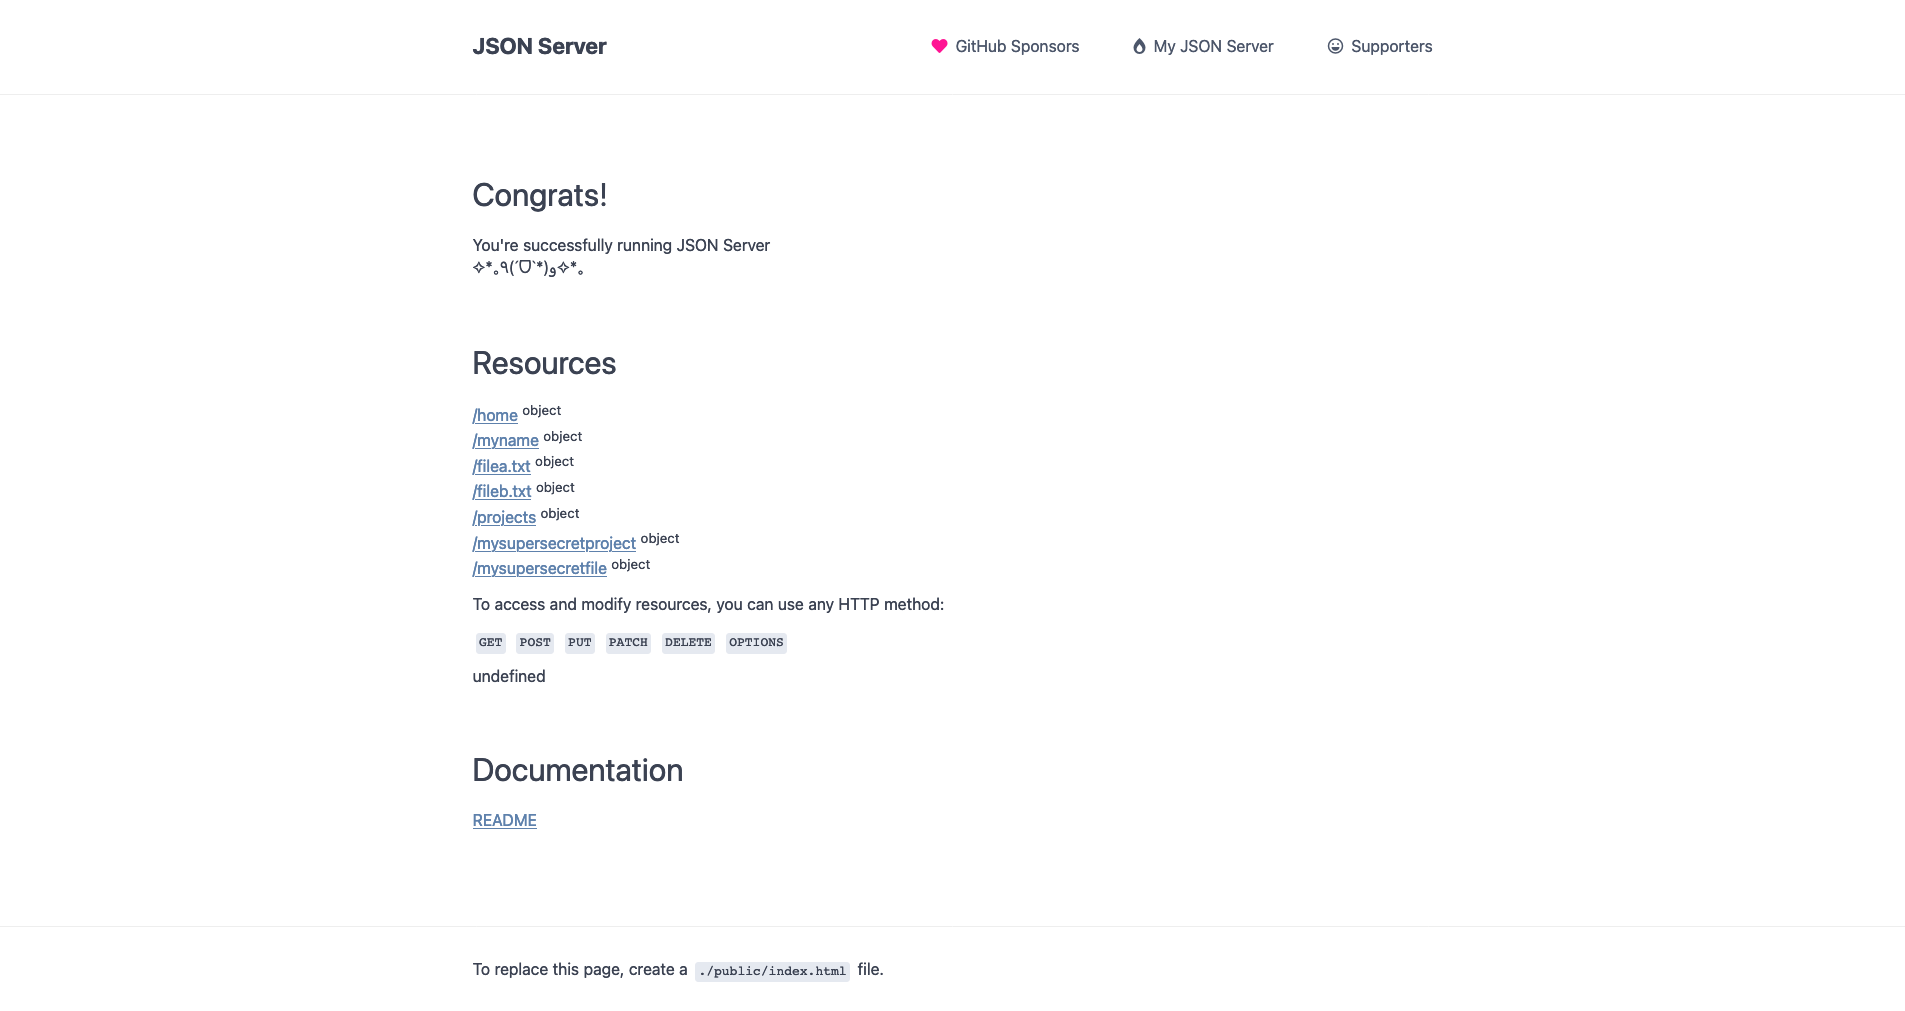 JSON Server
GitHub Sponsors
My JSON Server
Supporters
Congrats!
You're successfully running JSON Server
✧*｡٩(ˊᗜˋ*)و✧*｡
Resources
/home object
/myname object
/filea.txt object
/fileb.txt object
/projects object
/mysupersecretproject object
/mysupersecretfile object
To access and modify resources, you can use any HTTP method:
GET POST PUT PATCH DELETE OPTIONS
undefined
Documentation
README
To replace this page, create a ./public/index.html file.